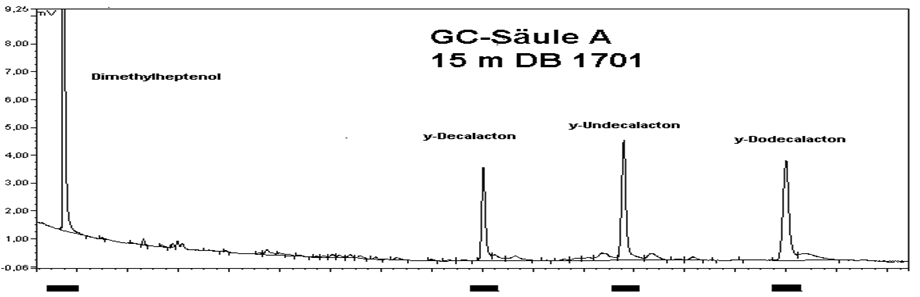 9,25
mV
GC-Säule A
15 m DB 1701
8,00
7,00
Dimethylheptenol
6,00
5,00
y-Decalacton
y-Undecalacton
y-Dodecalacton
4,00
3,00
2,00
1,00
-0,06